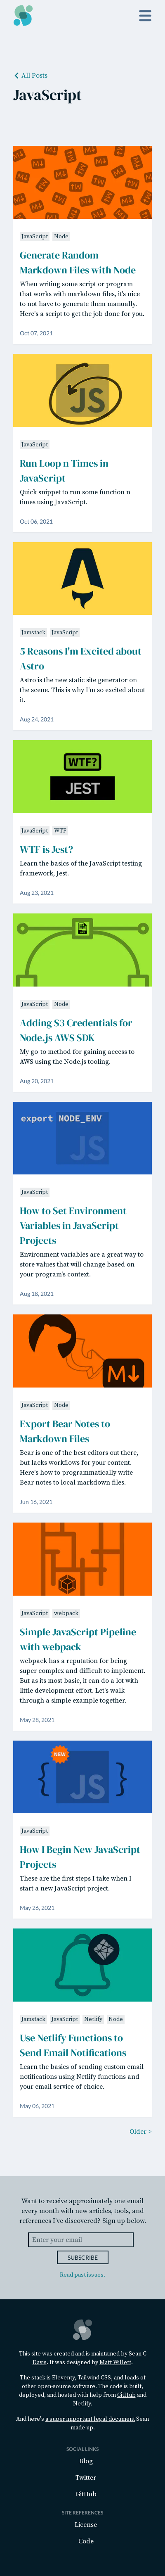 All Posts
JavaScript
JavaScript Node
Generate Random
Markdown Files with Node
When writing some script or program
that works with markdown files, it's nice
to not have to generate them manually.
Here's a script to get the job done for you.
Oct 07, 2021
JS
JavaScript
Run Loop n Times in
JavaScript
Quick snippet to run some function n
times using JavaScript.
Oct 06, 2021
Jamstack JavaScript
5 Reasons I'm Excited about
Astro
Astro is the new static site generator on
the scene. This is why I'm so excited about
it.
Aug 24, 2021
WTF?
JEST
JavaScript WTF
WTF is Jest?
Learn the basics of the JavaScript testing
framework, Jest.
Aug 23, 2021
JavaScript Node
Adding S3 Credentials for
Node.js AWS SDK
My go-to method for gaining access to
AWS using the Node.js tooling.
Aug 20, 2021
export NODE_ENV
JS
JavaScript
How to Set Environment
Variables in JavaScript
Projects
Environment variables are a great way to
store values that will change based on
your program's context.
Aug 18, 2021
M
JavaScript Node
Export Bear Notes to
Markdown Files
Bear is one of the best editors out there,
but lacks workflows for your content.
Here's how to programmatically write
Bear notes to local markdown files.
Jun 16, 2021
JavaScript webpack
Simple JavaScript Pipeline
with webpack
webpack has a reputation for being
super complex and difficult to implement.
But as its most basic, it can do a lot with
little development effort. Let's walk
through a simple example together.
May 28, 2021
NEW
{ JS }
JavaScript
How I Begin New JavaScript
Projects
These are the first steps I take when I
start a new JavaScript project.
May 26, 2021
Jamstack JavaScript Netlify Node
Use Netlify Functions to
Send Email Notifications
Learn the basics of sending custom email
notifications using Netlify functions and
your email service of choice.
May 06, 2021
Older >
Want to receive approximately one email
every month with new articles, tools, and
references I've discovered? Sign up below.
Enter your email
SUBSCRIBE
Read past issues.
This site was created and is maintained by Sean C
Davis. It was designed by Matt Willett.
The stack is Eleventy, Tailwind CSS, and loads of
other open-source software. The code is built,
deployed, and hosted with help from GitHub and
Netlify.
And here's a super important legal document Sean
made up.
SOCIAL LINKS
Blog
Twitter
GitHub
SITE REFERENCES
License
Code